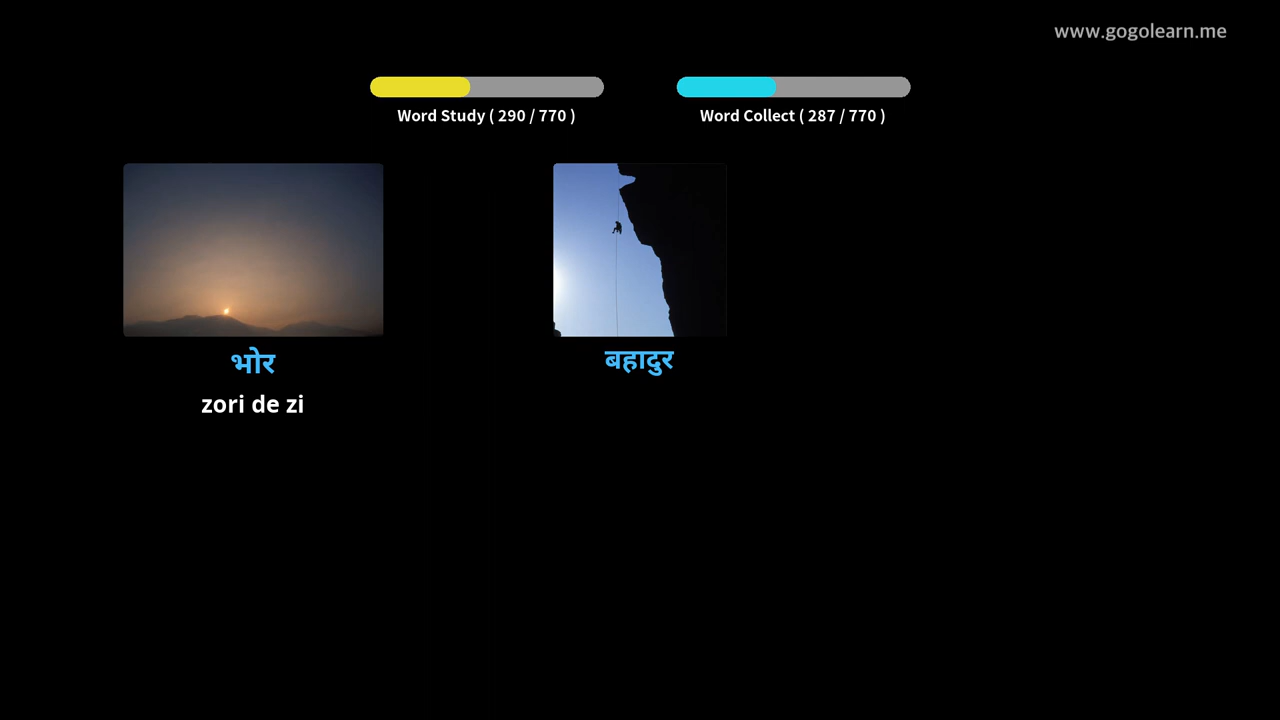 www.gogolearn.me
Word Study ( 290 / 770 )
Word Collect ( 287 / 770 )
भोर
zori de zi
बहादुर